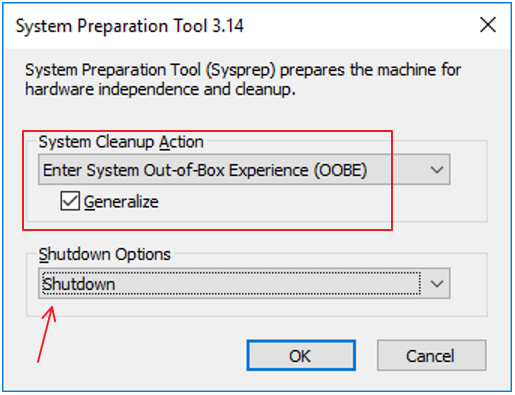 System Preparation Tool 3.14
System Preparation Tool (Sysprep) prepares the machine for
hardware independence and cleanup.
System Cleanup Action
Enter System Out-of-Box Experience (OOBE)
Generalize
Shutdown Options
Shutdown
OK
Cancel